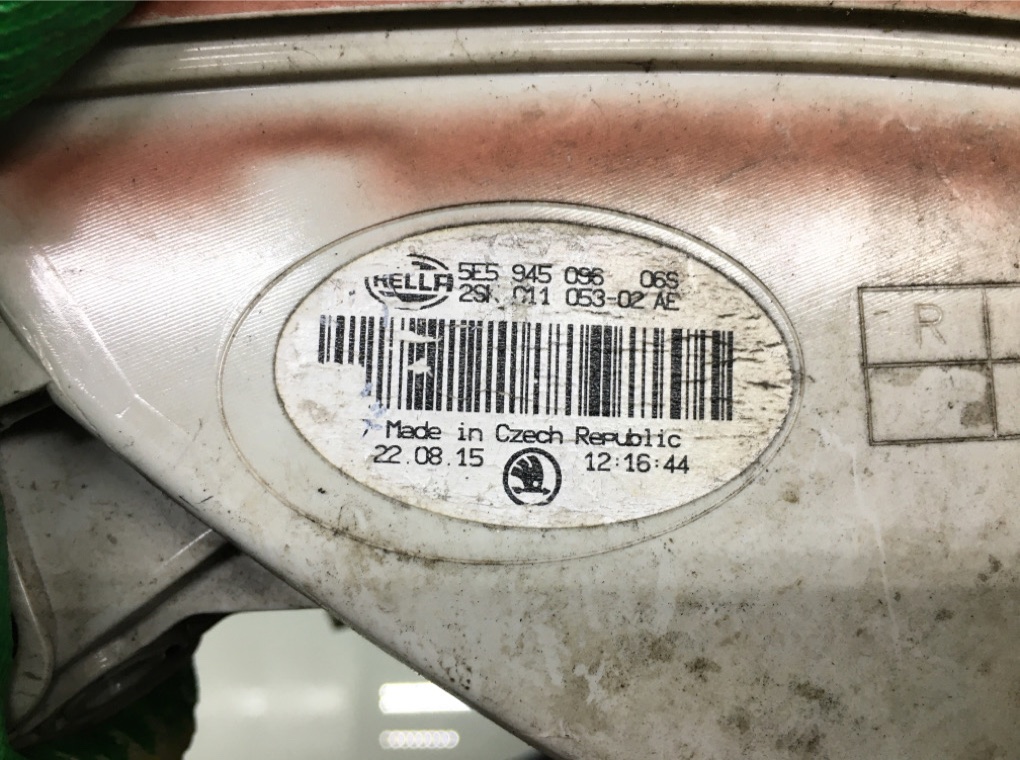 HELLA
5E5 945 096 06S
2SK 011 053-02 AE
Made in Czech Republic
22.08.15 12:16:44
R